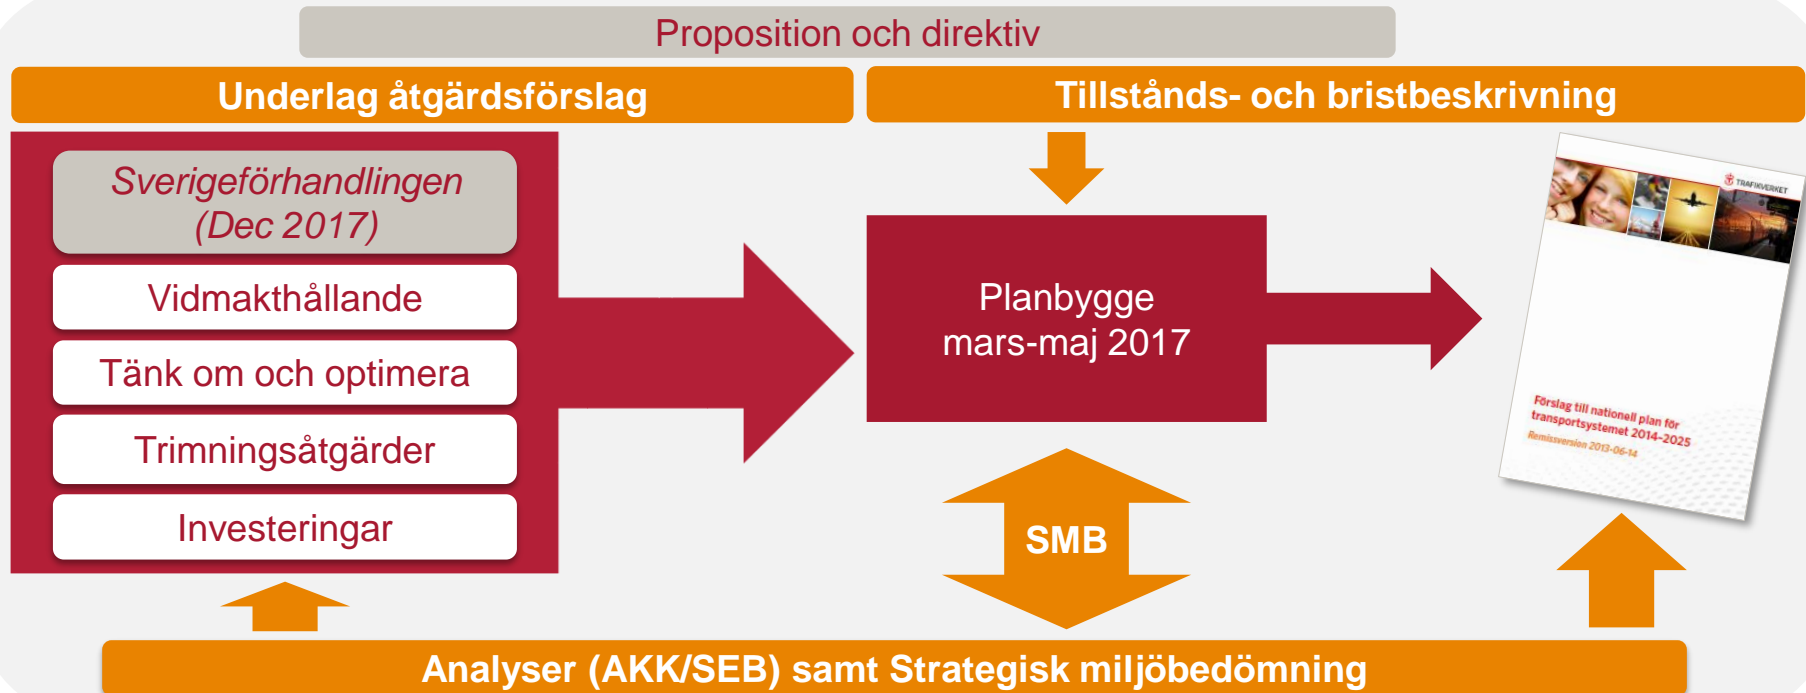 Proposition och direktiv
Underlag åtgärdsförslag
Tillstånds- och bristbeskrivning
Sverigeförhandlingen
(Dec 2017)
Vidmakthållande
Tänk om och optimera
Trimningsåtgärder
Investeringar
Planbygge
mars-maj 2017
TRAFIKVERKET
Förslag till nationell plan för
transportsystemet 2014-2025
Remissversion 2013-06-14
SMB
Analyser (AKK/SEB) samt Strategisk miljöbedömning